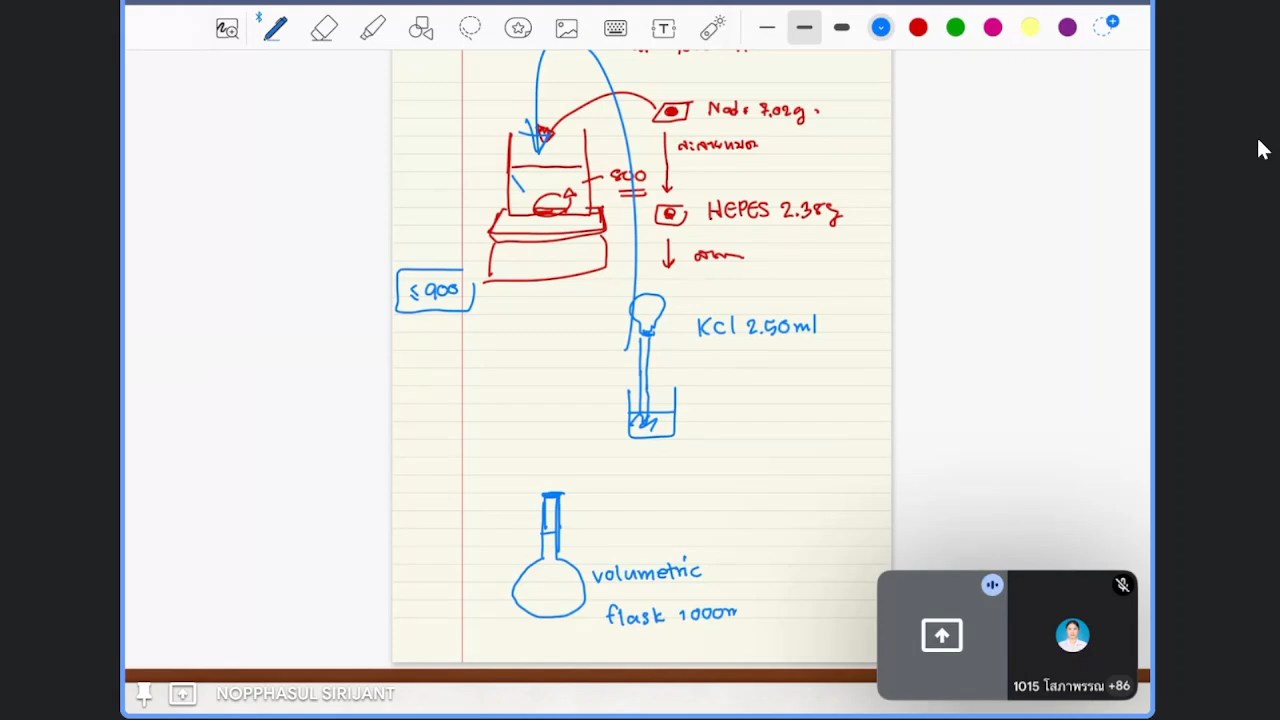 NaCl 7.02g.
ละลายหมด
800
HEPES 2.38g
≤ 900
KCl 2.50ml
volumetric
flask 1000m
1015 โสภาพรรณ +86
NOPPHASUL SIRIJANT